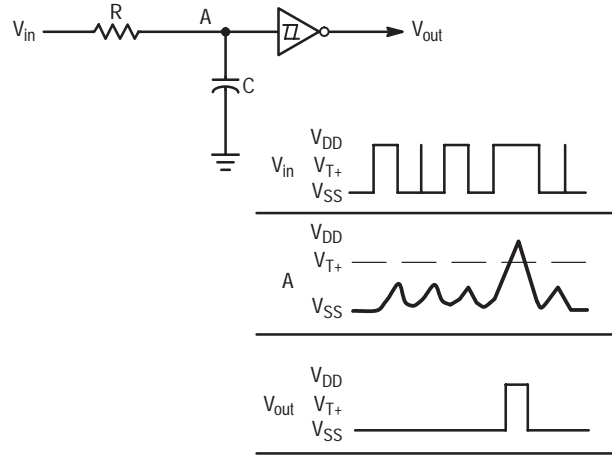 R
A
V_in
V_out
C
V_DD
V_in V_T+
V_SS
V_DD
V_T+
A
V_SS
V_DD
V_out V_T+
V_SS